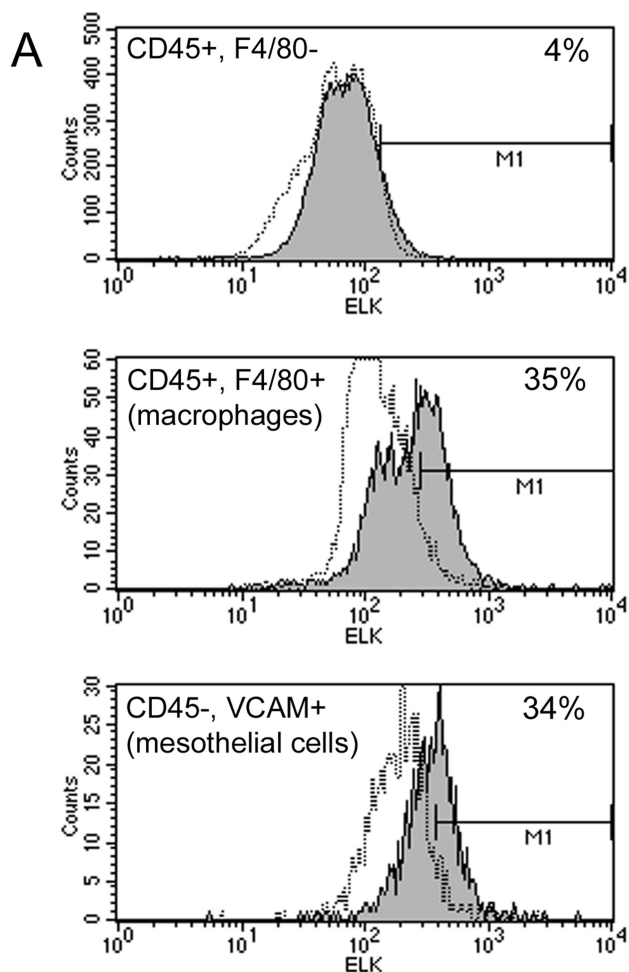 A
CD45+, F4/80-
4%
500
400
300
200
100
0
Counts
M1
10^0 10^1 10^2 10^3 10^4
ELK
CD45+, F4/80+
(macrophages)
35%
60
50
40
30
20
10
0
Counts
M1
10^0 10^1 10^2 10^3 10^4
ELK
CD45-, VCAM+
(mesothelial cells)
34%
30
25
20
15
10
5
0
Counts
M1
10^0 10^1 10^2 10^3 10^4
ELK